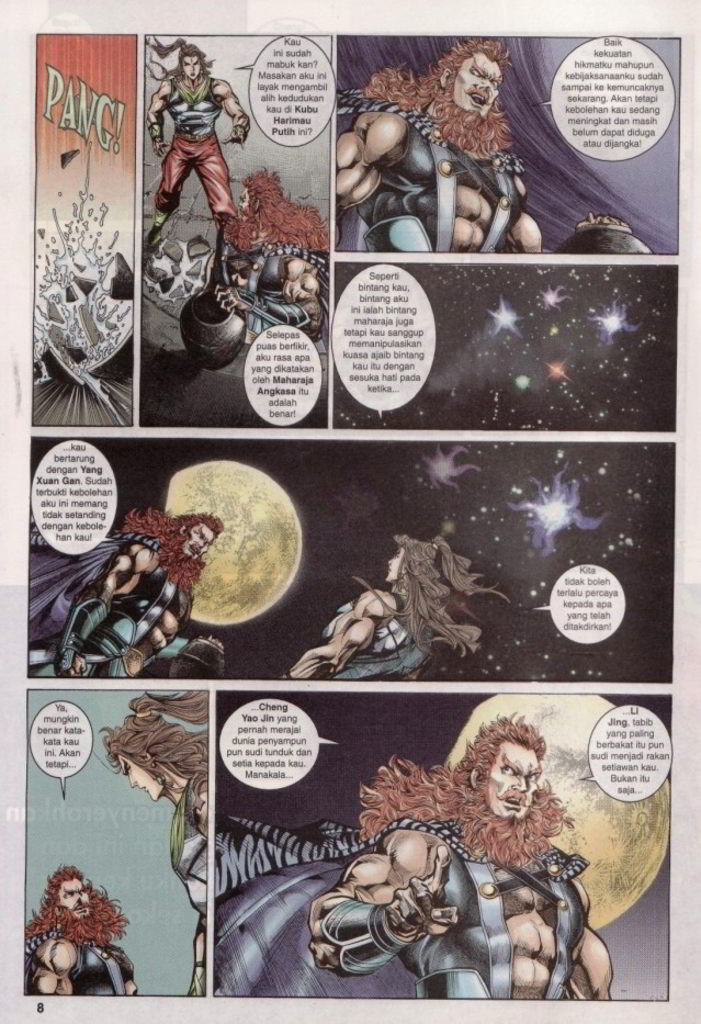 PANG!
Kau
ini sudah
mabuk kan?
Masakan aku ini
layak mengambil
alih kedudukan
kau di Kubu
Harimau
Putih ini?
Selepas
puas berfikir,
aku rasa apa
yang dikatakan
oleh Maharaja
Angkasa itu
adalah
benar!
Baik
kekuatan
hikmatku mahupun
kebijaksanaanku sudah
sampai ke kemuncaknya
sekarang. Akan tetapi
kebolehan kau sedang
meningkat dan masih
belum dapat diduga
atau dijangka!
Seperti
bintang kau,
bintang aku
ini ialah bintang
maharaja juga
tetapi kau sanggup
memanipulasikan
kuasa ajaib bintang
kau itu dengan
sesuka hati pada
ketika...
...kau
bertarung
dengan Yang
Xuan Gan. Sudah
terbukti kebolehan
aku ini memang
tidak setanding
dengan kebole-
han kau!
Kita
tidak boleh
terlalu percaya
kepada apa
yang telah
ditakdirkan!
Ya,
mungkin
benar kata-
kata kau
ini. Akan
tetapi...
...Cheng
Yao Jin yang
pernah merajai
dunia penyampun
pun sudi tunduk dan
setia kepada kau.
Manakala...
...Li
Jing, tabib
yang paling
berbakat itu pun
sudi menjadi rakan
setiawan kau.
Bukan itu
saja...
8